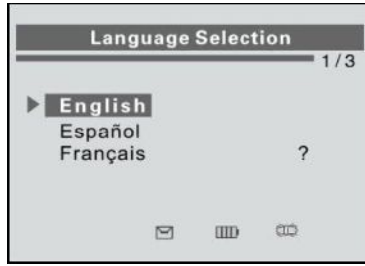 Language Selection
1/3
English
Español
Français ?